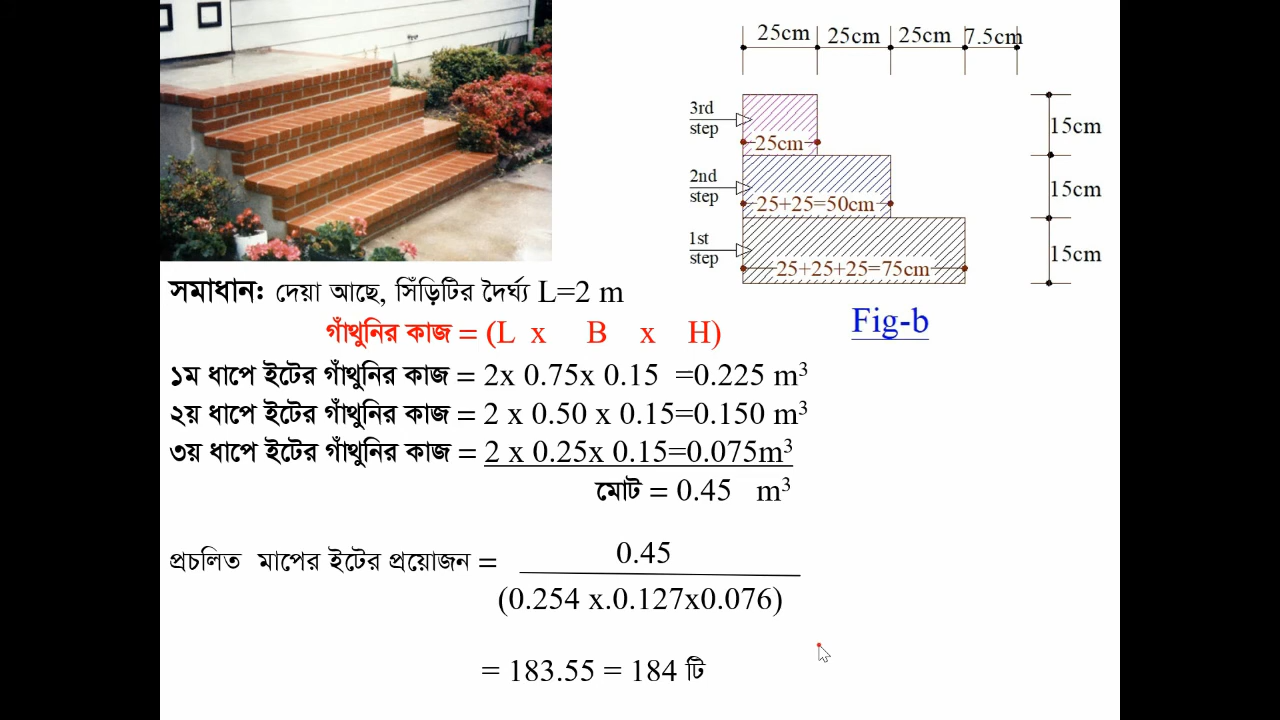 25cm 25cm 25cm 7.5cm
3rd
step
25cm
15cm
2nd
step
25+25=50cm
15cm
1st
step
25+25+25=75cm
15cm
Fig-b
সমাধান: দেয়া আছে, সিঁড়িটির দৈর্ঘ্য L=2 m
গাঁথুনির কাজ = (L x B x H)
১ম ধাপে ইটের গাঁথুনির কাজ = 2x 0.75x 0.15 =0.225 m³
২য় ধাপে ইটের গাঁথুনির কাজ = 2 x 0.50 x 0.15=0.150 m³
৩য় ধাপে ইটের গাঁথুনির কাজ = 2 x 0.25x 0.15=0.075m³
মোট = 0.45 m³
প্রচলিত মাপের ইটের প্রয়োজন =
0.45
(0.254 x.0.127x0.076)
= 183.55 = 184 টি